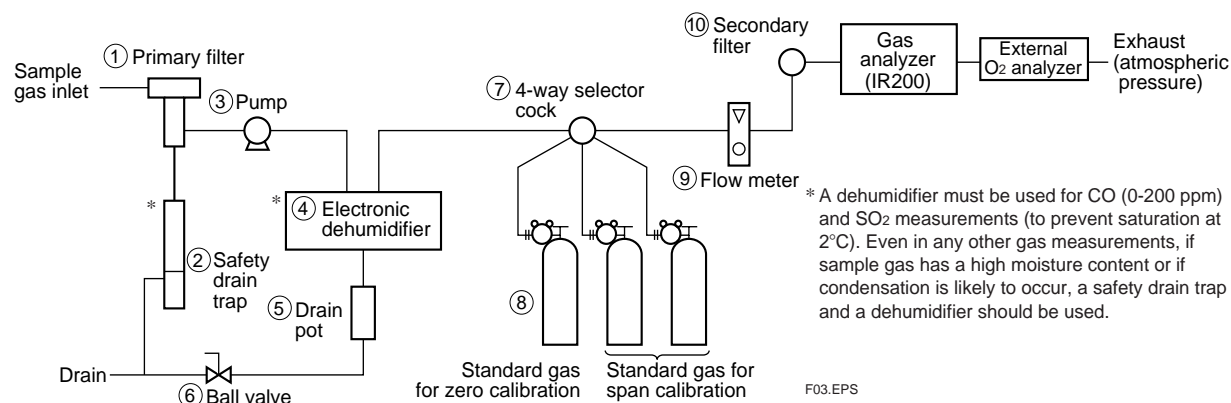 ① Primary filter
Sample
gas inlet
③ Pump
* ④ Electronic
dehumidifier
*
② Safety
drain
trap
⑤ Drain
pot
Drain
⑥ Ball valve
⑦ 4-way selector
cock
⑧
Standard gas
for zero calibration
Standard gas for
span calibration
⑨ Flow meter
⑩ Secondary
filter
Gas
analyzer
(IR200)
External
O2 analyzer
Exhaust
(atmospheric
pressure)
* A dehumidifier must be used for CO (0-200 ppm)
and SO2 measurements (to prevent saturation at
2°C). Even in any other gas measurements, if
sample gas has a high moisture content or if
condensation is likely to occur, a safety drain trap
and a dehumidifier should be used.
F03.EPS